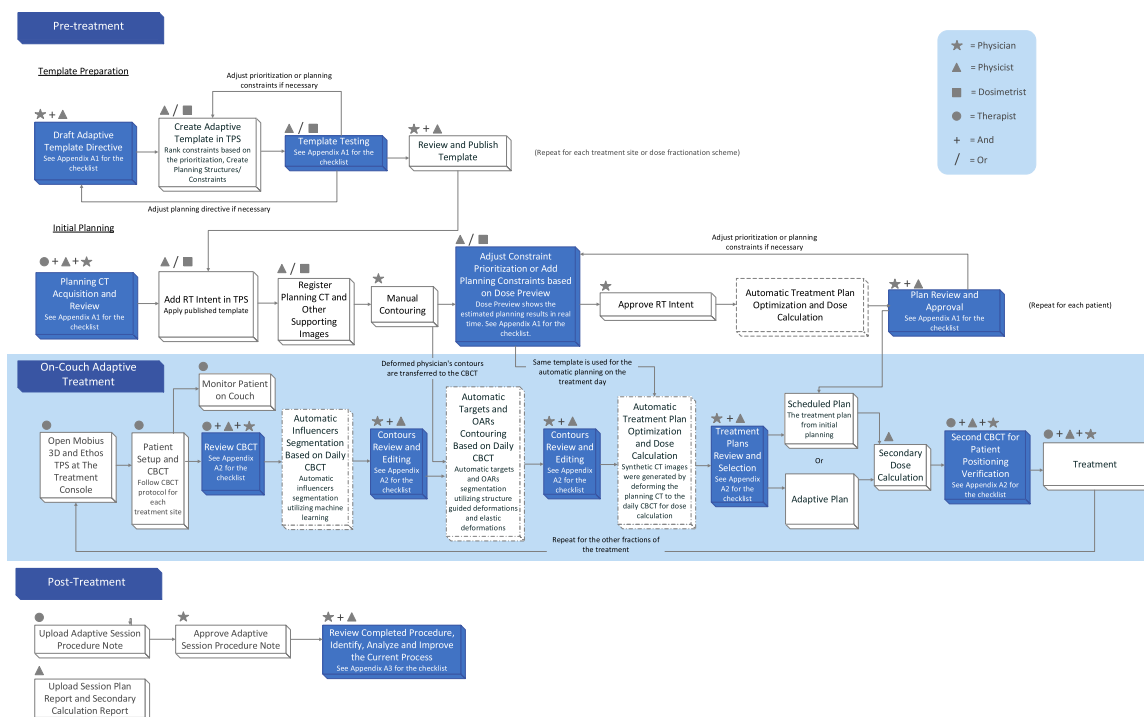 Pre-treatment
★ = Physician
▲ = Physicist
■ = Dosimetrist
● = Therapist
+ = And
/ = Or
Template Preparation
Adjust prioritization or planning
constraints if necessary
★ + ▲
Draft Adaptive
Template Directive
See Appendix A1 for the
checklist
▲ / ■
Create Adaptive
Template in TPS
Rank constraints based on
the prioritization, Create
Planning Structures/
Constraints
▲ / ■
Template Testing
See Appendix A1 for the
checklist
★ + ▲
Review and Publish
Template
(Repeat for each treatment site or dose fractionation scheme)
Adjust planning directive if necessary
Initial Planning
● + ▲ + ★
Planning CT
Acquisition and
Review
See Appendix A1 for the
checklist
▲ / ■
Add RT Intent in TPS
Apply published template
▲ / ■
Register
Planning CT and
Other
Supporting
Images
★
Manual
Contouring
▲ / ■
Adjust Constraint
Prioritization or Add
Planning Constraints based
on Dose Preview
Dose Preview shows the
estimated planning results in real
time. See Appendix A1 for the
checklist.
★
Approve RT Intent
Automatic Treatment Plan
Optimization and Dose
Calculation
Adjust prioritization or planning
constraints if necessary
★ + ▲
Plan Review and
Approval
See Appendix A1 for the
checklist
(Repeat for each patient)
On-Couch Adaptive
Treatment
Deformed physician's contours
are transferred to the CBCT
Same template is used for the
automatic planning on the
treatment day
●
Open Mobius
3D and Ethos
TPS at The
Treatment
Console
●
Patient
Setup and
CBCT
Follow CBCT
protocol for
each
treatment site
●
Monitor Patient
on Couch
● + ▲ + ★
Review CBCT
See Appendix
A2 for the
checklist
Automatic
Influencers
Segmentation
Based on Daily
CBCT
Automatic
influencers
segmentation
utilizing machine
learning
★ + ▲
Contours
Review and
Editing
See Appendix
A2 for the
checklist
Automatic
Targets and
OARs
Contouring
Based on Daily
CBCT
Automatic targets
and OARs
segmentation
utilizing structure
guided deformations
and elastic
deformations
★ + ▲
Contours
Review and
Editing
See Appendix
A2 for the
checklist
Automatic
Treatment Plan
Optimization
and Dose
Calculation
Synthetic CT images
were generated by
deforming the
planning CT to the
daily CBCT for dose
calculation
★ + ▲
Treatment
Plans
Review and
Selection
See Appendix
A2 for the
checklist
Scheduled Plan
The treatment plan
from initial
planning
Or
Adaptive Plan
▲
Secondary
Dose
Calculation
● + ▲ + ★
Second CBCT for
Patient
Positioning
Verification
See Appendix A2 for the
checklist
● + ▲ + ★
Treatment
Repeat for the other fractions of
the treatment
Post-Treatment
●
Upload Adaptive Session
Procedure Note
★
Approve Adaptive
Session Procedure Note
★ + ▲
Review Completed Procedure,
Identify, Analyze and Improve
the Current Process
See Appendix A3 for the checklist
▲
Upload Session Plan
Report and Secondary
Calculation Report